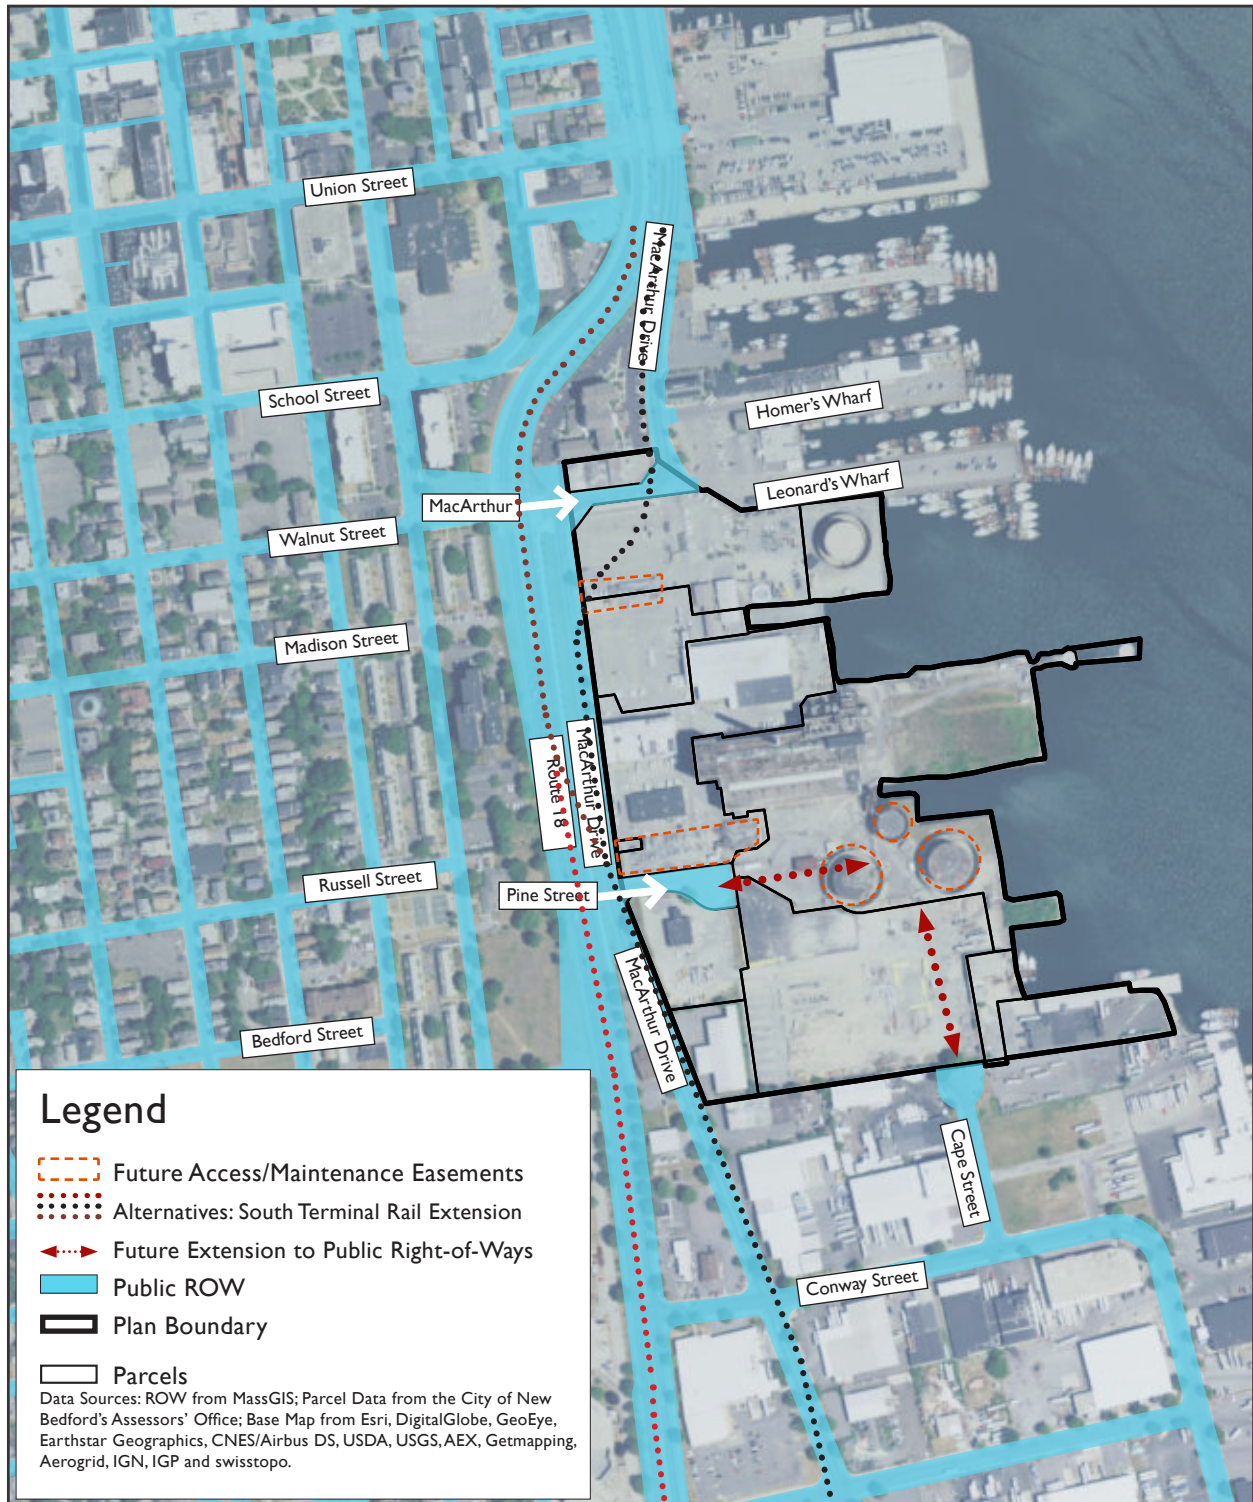 Union Street
MacArthur Drive
School Street
Homer's Wharf
Leonard's Wharf
MacArthur
Walnut Street
Madison Street
Route 18
MacArthur Drive
Russell Street
Pine Street
MacArthur Drive
Bedford Street
Cape Street
Conway Street
Legend
Future Access/Maintenance Easements
Alternatives: South Terminal Rail Extension
Future Extension to Public Right-of-Ways
Public ROW
Plan Boundary
Parcels
Data Sources: ROW from MassGIS; Parcel Data from the City of New
Bedford's Assessors' Office; Base Map from Esri, DigitalGlobe, GeoEye,
Earthstar Geographics, CNES/Airbus DS, USDA, USGS, AEX, Getmapping,
Aerogrid, IGN, IGP and swisstopo.